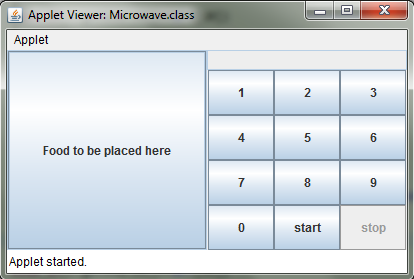 Applet Viewer: Microwave.class
Applet
Food to be placed here
1 2 3
4 5 6
7 8 9
0 start stop
Applet started.